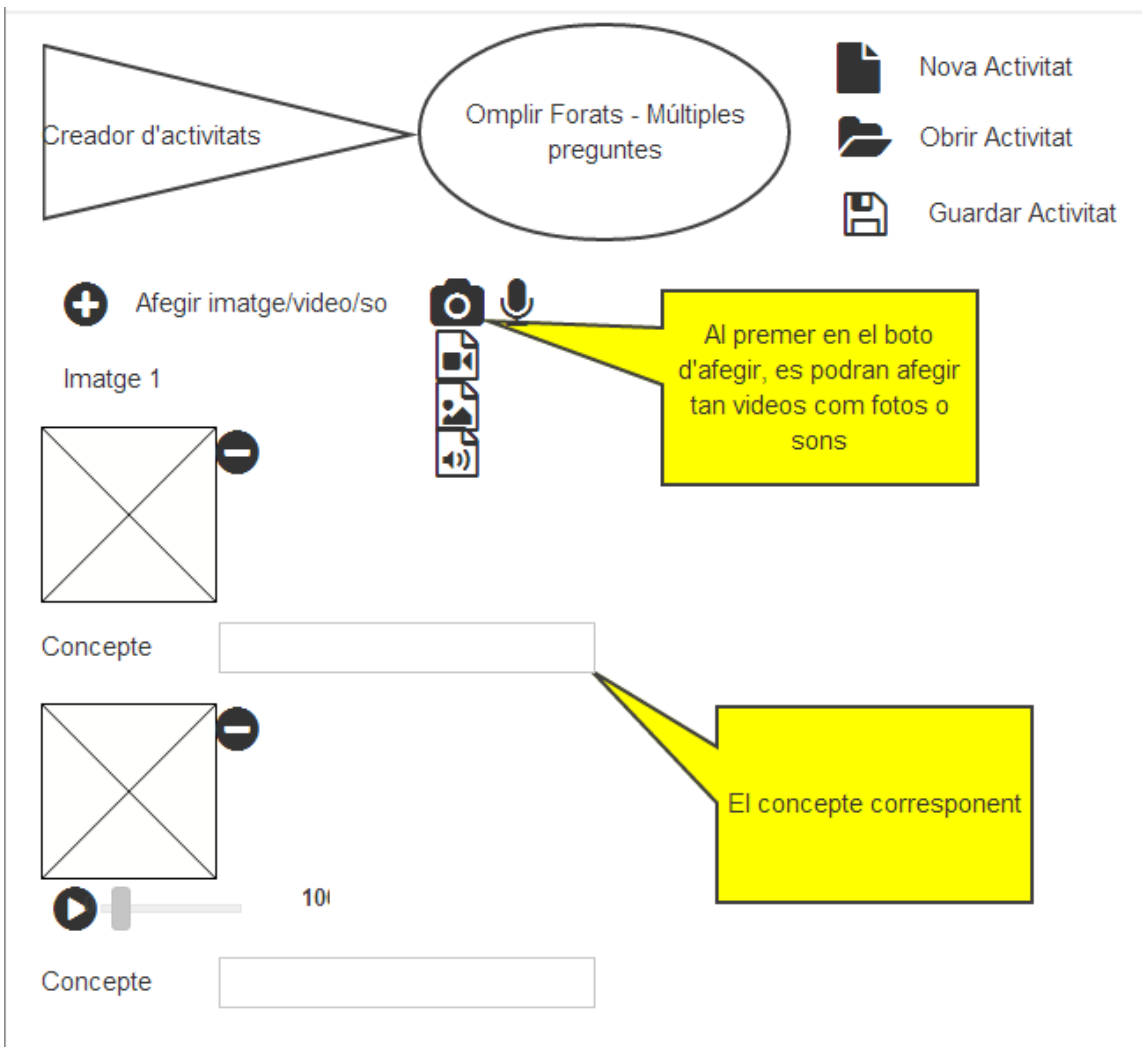 Creador d'activitats
Omplir Forats - Múltiples
preguntes
Nova Activitat
Obrir Activitat
Guardar Activitat
Afegir imatge/video/so
Al premer en el boto
d'afegir, es podran afegir
tan videos com fotos o
sons
Imatge 1
Concepte
El concepte corresponent
Concepte